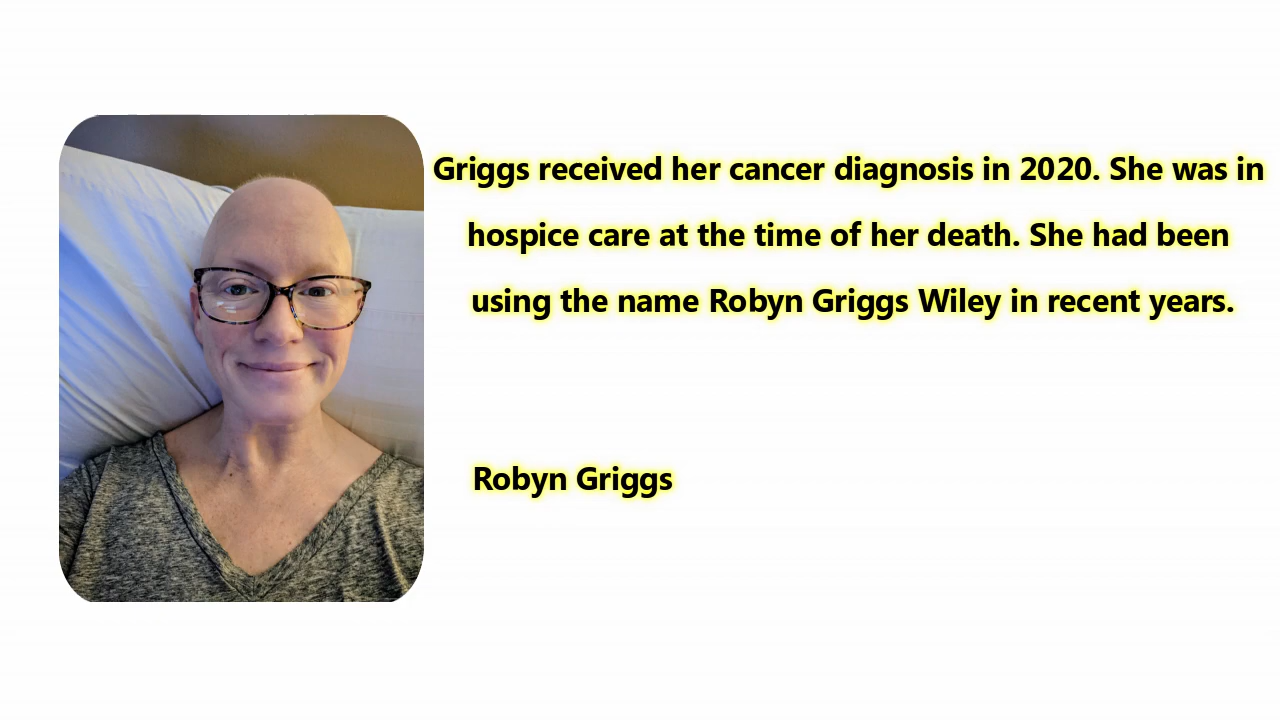 Griggs received her cancer diagnosis in 2020. She was in
hospice care at the time of her death. She had been
using the name Robyn Griggs Wiley in recent years.
Robyn Griggs